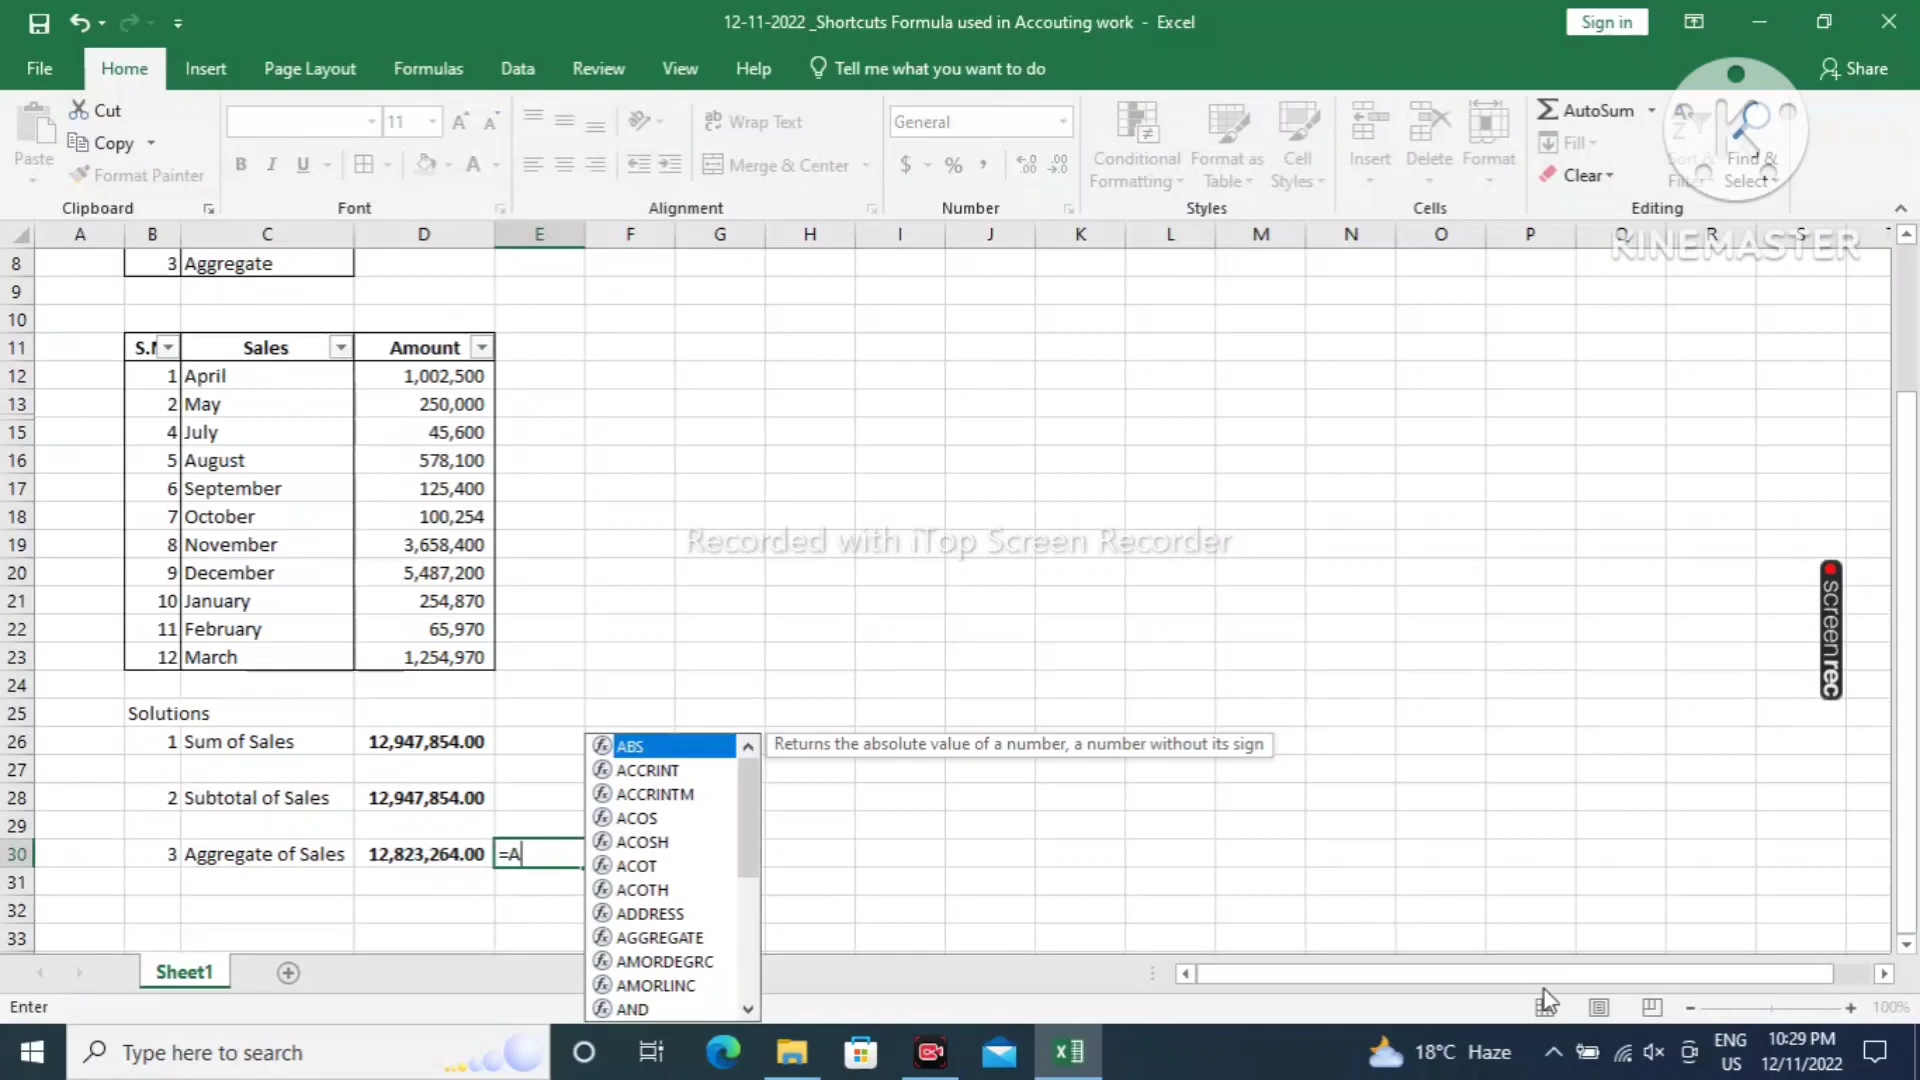 12-11-2022 _Shortcuts Formula used in Accouting work - Excel
Sign in
File Home Insert Page Layout Formulas Data Review View Help Tell me what you want to do Share
Paste
Cut
Copy
Format Painter
Clipboard
11
B I U
A
Font
ab Wrap Text
Merge & Center
Alignment
General
$ % ,
Number
Conditional Formatting
Format as Table
Cell Styles
Styles
Insert Delete Format
Cells
AutoSum
Fill
Clear
Find & Select
Editing
A B C D E F G H I J K L M N O P Q R S
KINEMASTER
8 3 Aggregate
9
10
11 S.N Sales Amount
12 1 April 1,002,500
13 2 May 250,000
15 4 July 45,600
16 5 August 578,100
17 6 September 125,400
18 7 October 100,254
19 8 November 3,658,400
20 9 December 5,487,200
21 10 January 254,870
22 11 February 65,970
23 12 March 1,254,970
24
25 Solutions
26 1 Sum of Sales 12,947,854.00
27
28 2 Subtotal of Sales 12,947,854.00
29
30 3 Aggregate of Sales 12,823,264.00 =A
31
32
33
ABS
ACCRINT
ACCRINTM
ACOS
ACOSH
ACOT
ACOTH
ADDRESS
AGGREGATE
AMORDEGRC
AMORLINC
AND
Returns the absolute value of a number, a number without its sign
Recorded with iTop Screen Recorder
screenrec
Sheet1
Enter
100%
Type here to search
18°C Haze
ENG
US
10:29 PM
12/11/2022